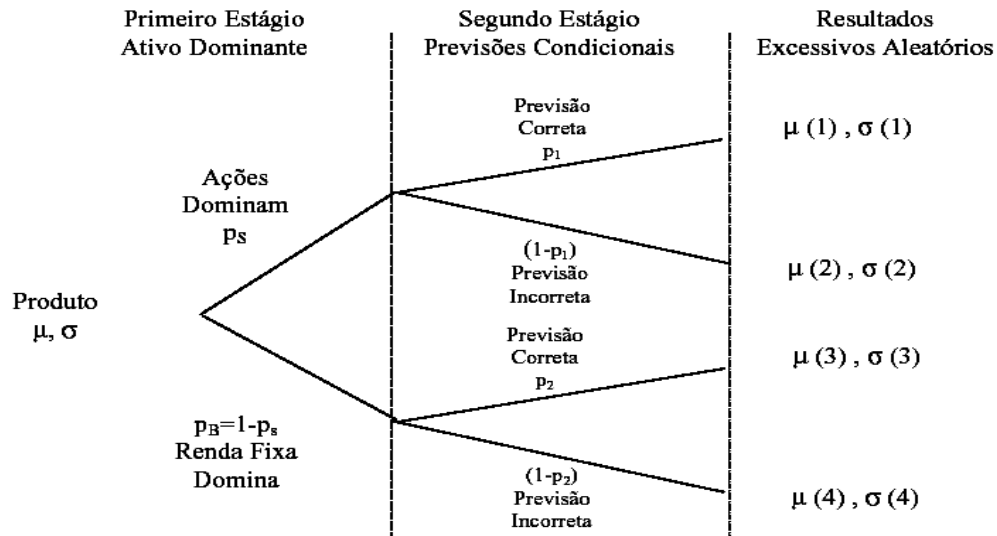 Primeiro Estágio
Ativo Dominante
Segundo Estágio
Previsões Condicionais
Resultados
Excessivos Aleatórios
Previsão
Correta
p₁
μ (1) , σ (1)
Ações
Dominam
pₛ
(1-p₁)
Previsão
Incorreta
μ (2) , σ (2)
Produto
μ, σ
Previsão
Correta
p₂
μ (3) , σ (3)
p_B=1-pₛ
Renda Fixa
Domina
(1-p₂)
Previsão
Incorreta
μ (4) , σ (4)